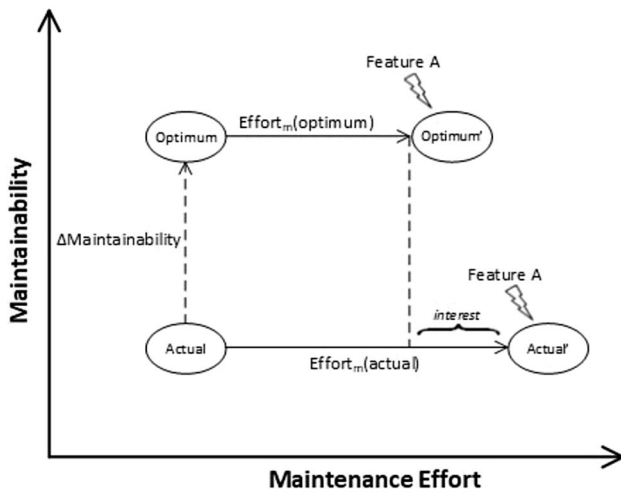 Feature A
Optimum
Effortₘ(optimum)
Optimum'
ΔMaintainability
Maintainability
Feature A
interest
Actual
Effortₘ(actual)
Actual'
Maintenance Effort